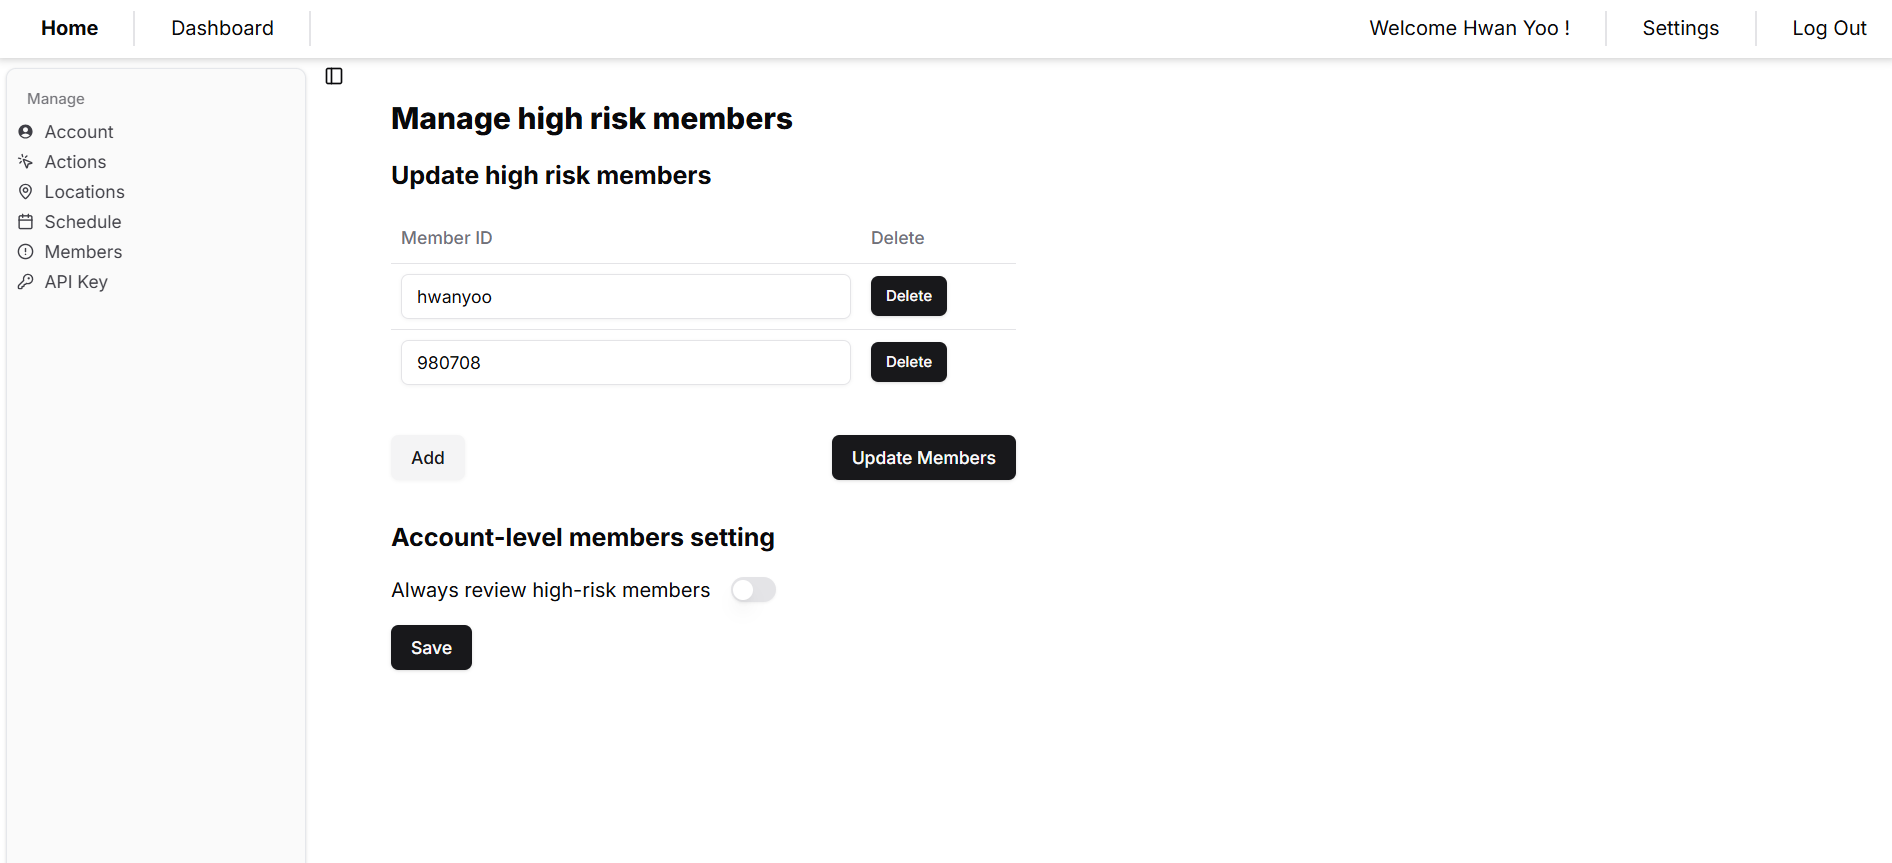 Home
Dashboard
Welcome Hwan Yoo !
Settings
Log Out
Manage
Account
Actions
Locations
Schedule
Members
API Key
Manage high risk members
Update high risk members
Member ID
Delete
hwanyoo
Delete
980708
Delete
Add
Update Members
Account-level members setting
Always review high-risk members
Save